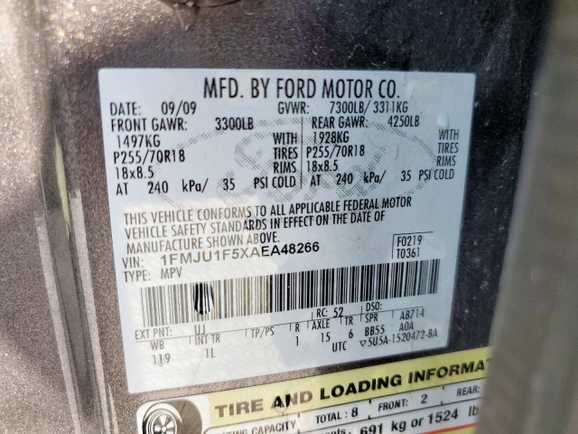 MFD. BY FORD MOTOR CO.
DATE: 09/09 GVWR: 7300LB/ 3311KG
FRONT GAWR: 3300LB REAR GAWR: 4250LB
1497KG WITH 1928KG WITH
P255/70R18 TIRES P255/70R18 TIRES
18x8.5 RIMS 18x8.5 RIMS
AT 240 kPa/ 35 PSI COLD AT 240 kPa/ 35 PSI COLD
THIS VEHICLE CONFORMS TO ALL APPLICABLE FEDERAL MOTOR
VEHICLE SAFETY STANDARDS IN EFFECT ON THE DATE OF
MANUFACTURE SHOWN ABOVE.
VIN: 1FMJU1F5XAEA48266 F0219
TYPE: MPV T0361
RC: 52 DSO:
EXT PNT: UJ
WB INT TR TP/PS R AXLE TR SPR A8714
119 1L 1 15 6 BB55 A0A
UTC 5U5A-1520472-BA
TIRE AND LOADING INFORMAT
TOTAL: 8 FRONT: 2 REAR:
691 kg or 1524 lb